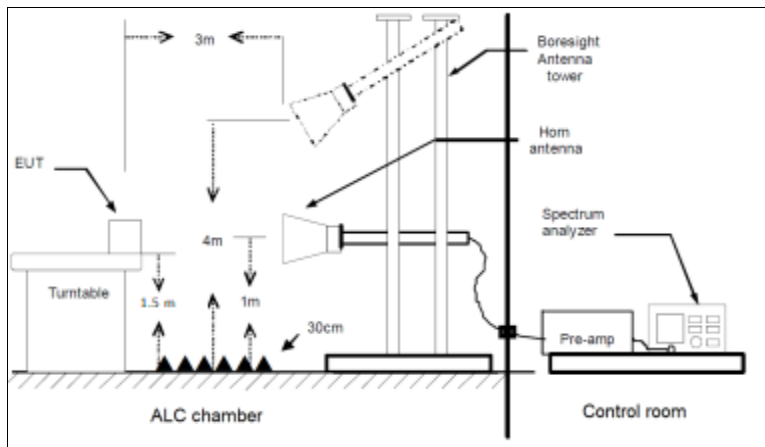 3m
Boresight
Antenna
tower
Horn
antenna
EUT
Spectrum
analyzer
4m
Turntable
1.5 m
1m
30cm
Pre-amp
ALC chamber
Control room